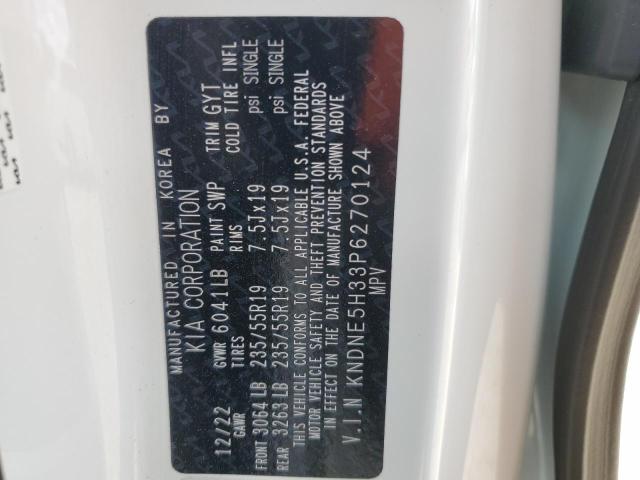 MANUFACTURED IN KOREA BY
KIA CORPORATION
12/22 GVWR 6041LB PAINT SWP TRIM GYT
GAWR TIRES RIMS COLD TIRE INFL
FRONT 3064LB 235/55R19 7.5Jx19 psi SINGLE
REAR 3263LB 235/55R19 7.5Jx19 psi SINGLE
THIS VEHICLE CONFORMS TO ALL APPLICABLE U.S.A. FEDERAL
MOTOR VEHICLE SAFETY AND THEFT PREVENTION STANDARDS
IN EFFECT ON THE DATE OF MANUFACTURE SHOWN ABOVE
V.I.N KNDNE5H33P6270124
MPV